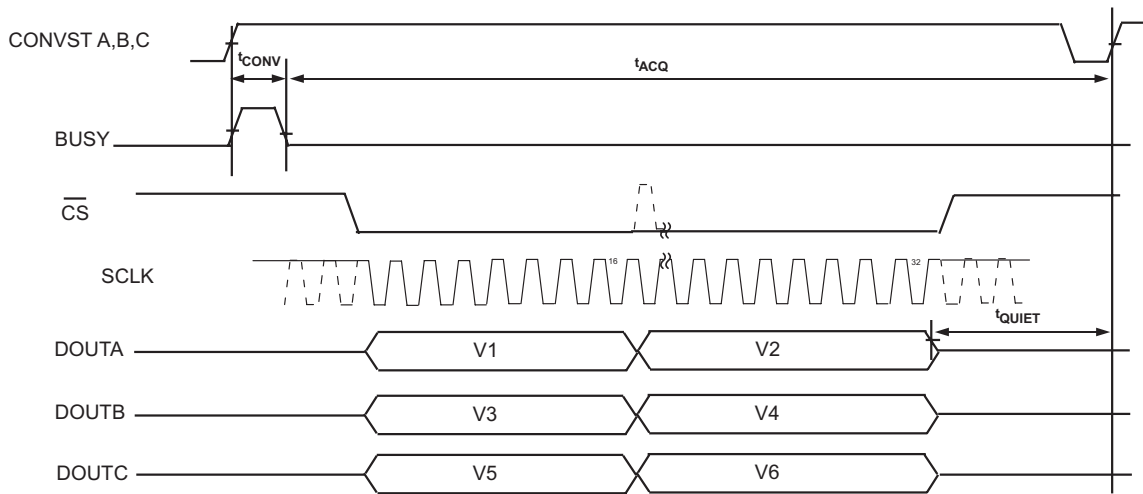 CONVST A,B,C
tCONV
tACQ
BUSY
CS
SCLK
16
32
tQUIET
DOUTA
V1
V2
DOUTB
V3
V4
DOUTC
V5
V6